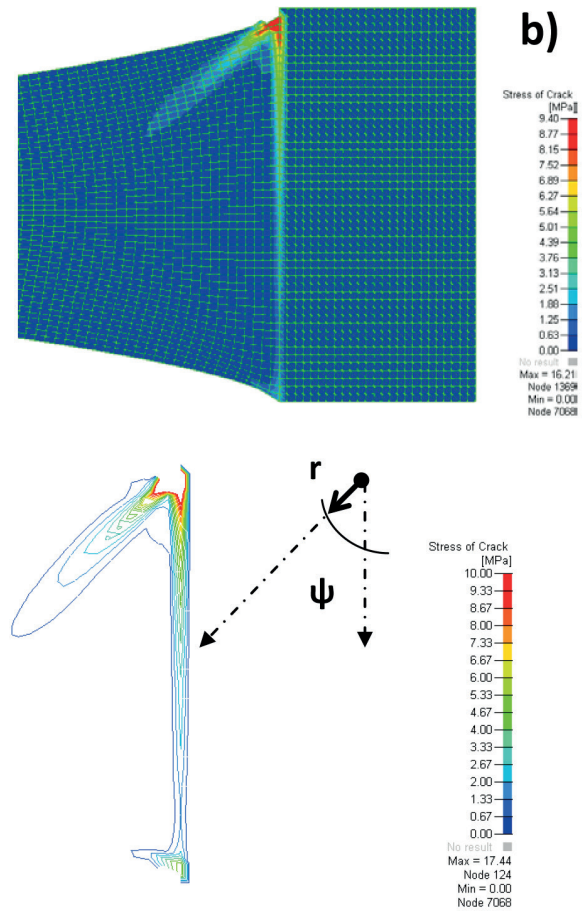 b)
Stress of Crack
[MPa]
9.40
8.77
8.15
7.52
6.89
6.27
5.64
5.01
4.39
3.76
3.13
2.51
1.88
1.25
0.63
0.00
No result
Max = 16.21
Node 1369
Min = 0.00
Node 7068
r
ψ
Stress of Crack
[MPa]
10.00
9.33
8.67
8.00
7.33
6.67
6.00
5.33
4.67
4.00
3.33
2.67
2.00
1.33
0.67
0.00
No result
Max = 17.44
Node 124
Min = 0.00
Node 7068